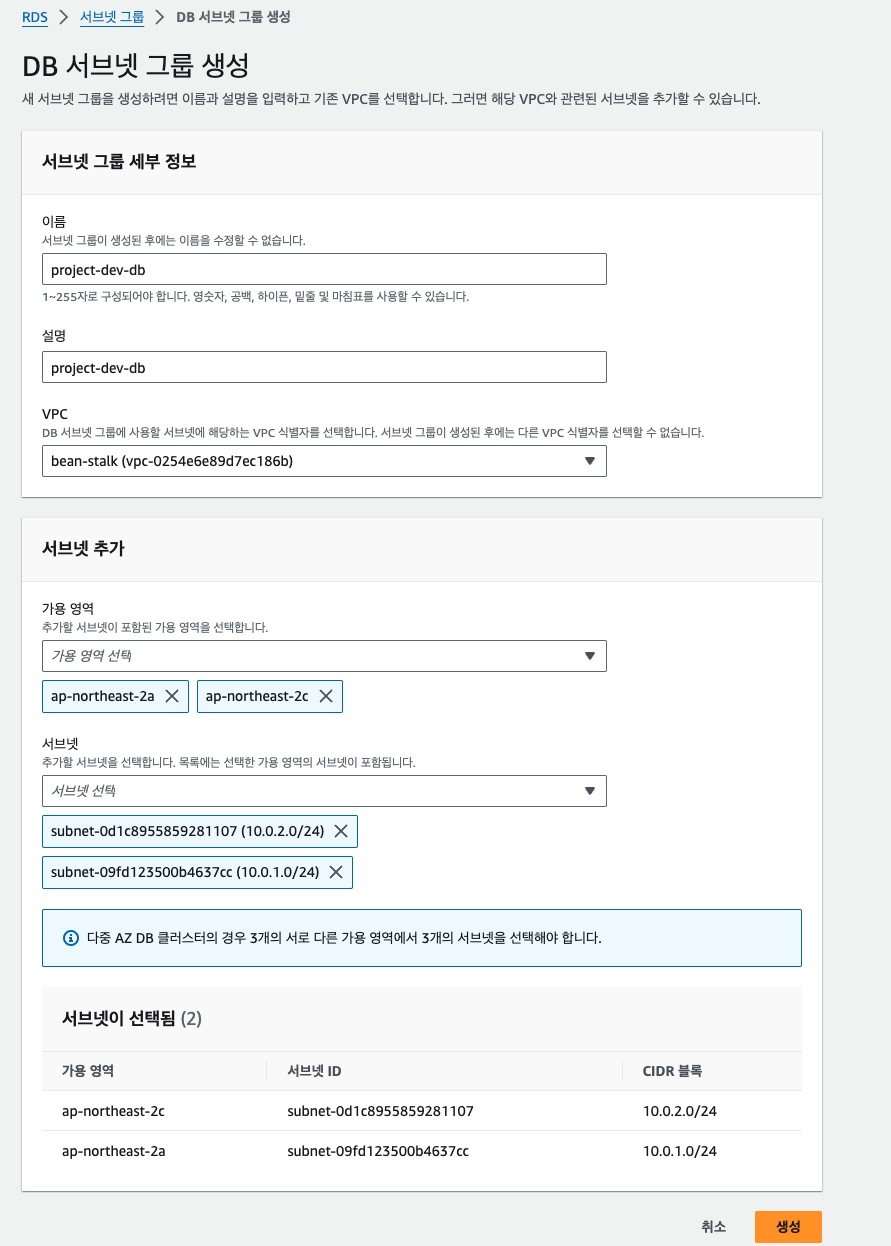 RDS > 서브넷 그룹 > DB 서브넷 그룹 생성
DB 서브넷 그룹 생성
새 서브넷 그룹을 생성하려면 이름과 설명을 입력하고 기존 VPC를 선택합니다. 그러면 해당 VPC와 관련된 서브넷을 추가할 수 있습니다.
서브넷 그룹 세부 정보
이름
서브넷 그룹이 생성된 후에는 이름을 수정할 수 없습니다.
project-dev-db
1~255자로 구성되어야 합니다. 영숫자, 공백, 하이픈, 밑줄 및 마침표를 사용할 수 있습니다.
설명
project-dev-db
VPC
DB 서브넷 그룹에 사용할 서브넷에 해당하는 VPC 식별자를 선택합니다. 서브넷 그룹이 생성된 후에는 다른 VPC 식별자를 선택할 수 없습니다.
bean-stalk (vpc-0254e6e89d7ec186b)
서브넷 추가
가용 영역
추가할 서브넷이 포함된 가용 영역을 선택합니다.
가용 영역 선택
ap-northeast-2a ap-northeast-2c
서브넷
추가할 서브넷을 선택합니다. 목록에는 선택한 가용 영역의 서브넷이 포함됩니다.
서브넷 선택
subnet-0d1c8955859281107 (10.0.2.0/24)
subnet-09fd123500b4637cc (10.0.1.0/24)
다중 AZ DB 클러스터의 경우 3개의 서로 다른 가용 영역에서 3개의 서브넷을 선택해야 합니다.
서브넷이 선택됨 (2)
가용 영역 서브넷 ID CIDR 블록
ap-northeast-2c subnet-0d1c8955859281107 10.0.2.0/24
ap-northeast-2a subnet-09fd123500b4637cc 10.0.1.0/24
취소 생성